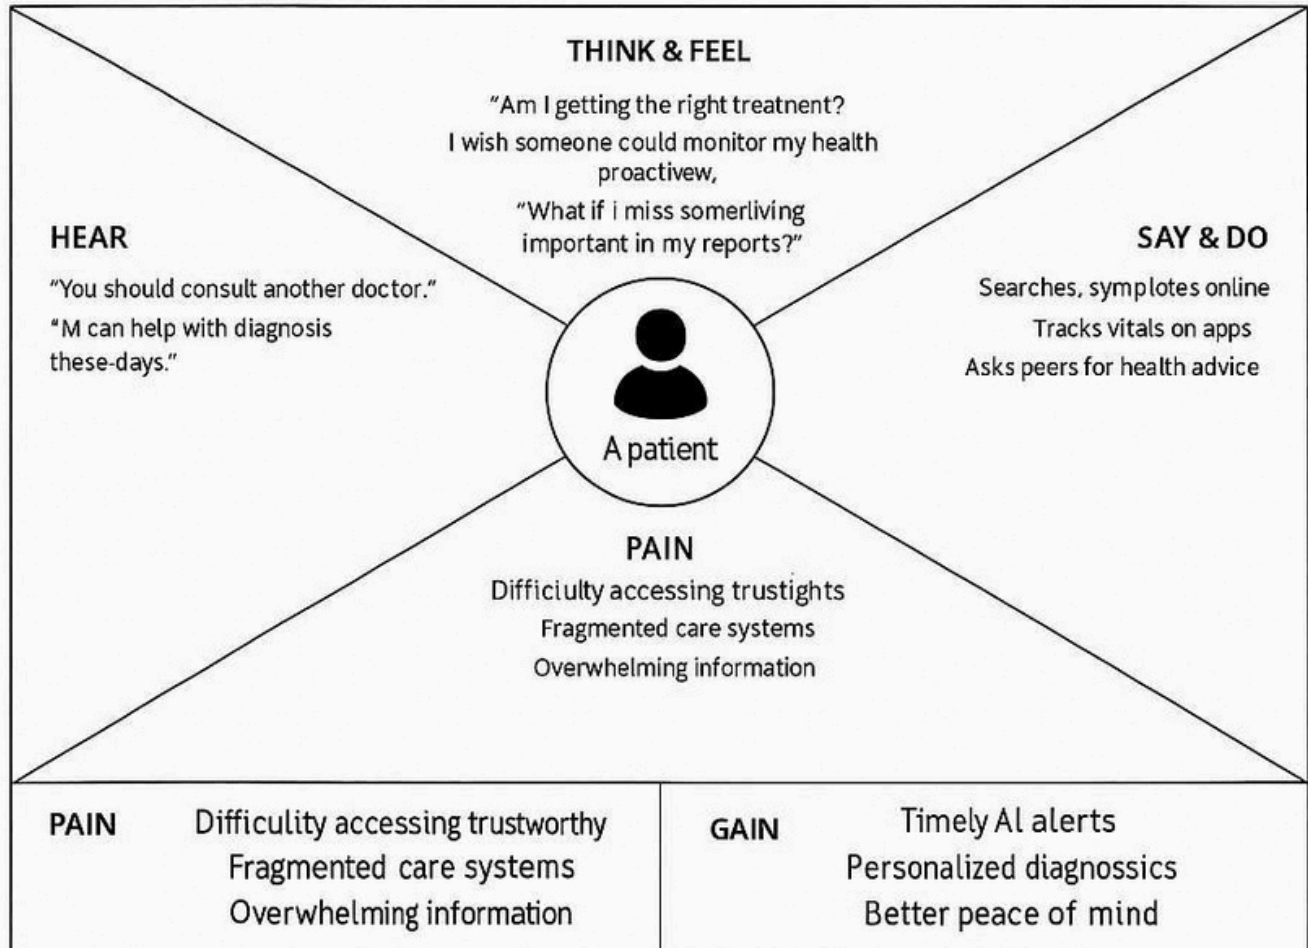 THINK & FEEL
"Am I getting the right treatnent?
I wish someone could monitor my health
proactivew,
"What if i miss somerliving
important in my reports?"
HEAR
"You should consult another doctor."
"M can help with diagnosis
these-days."
SAY & DO
Searches, symplotes online
Tracks vitals on apps
Asks peers for health advice
A patient
PAIN
Difficiulty accessing trustights
Fragmented care systems
Overwhelming information
PAIN
Difficulity accessing trustworthy
Fragmented care systems
Overwhelming information
GAIN
Timely Al alerts
Personalized diagnossics
Better peace of mind